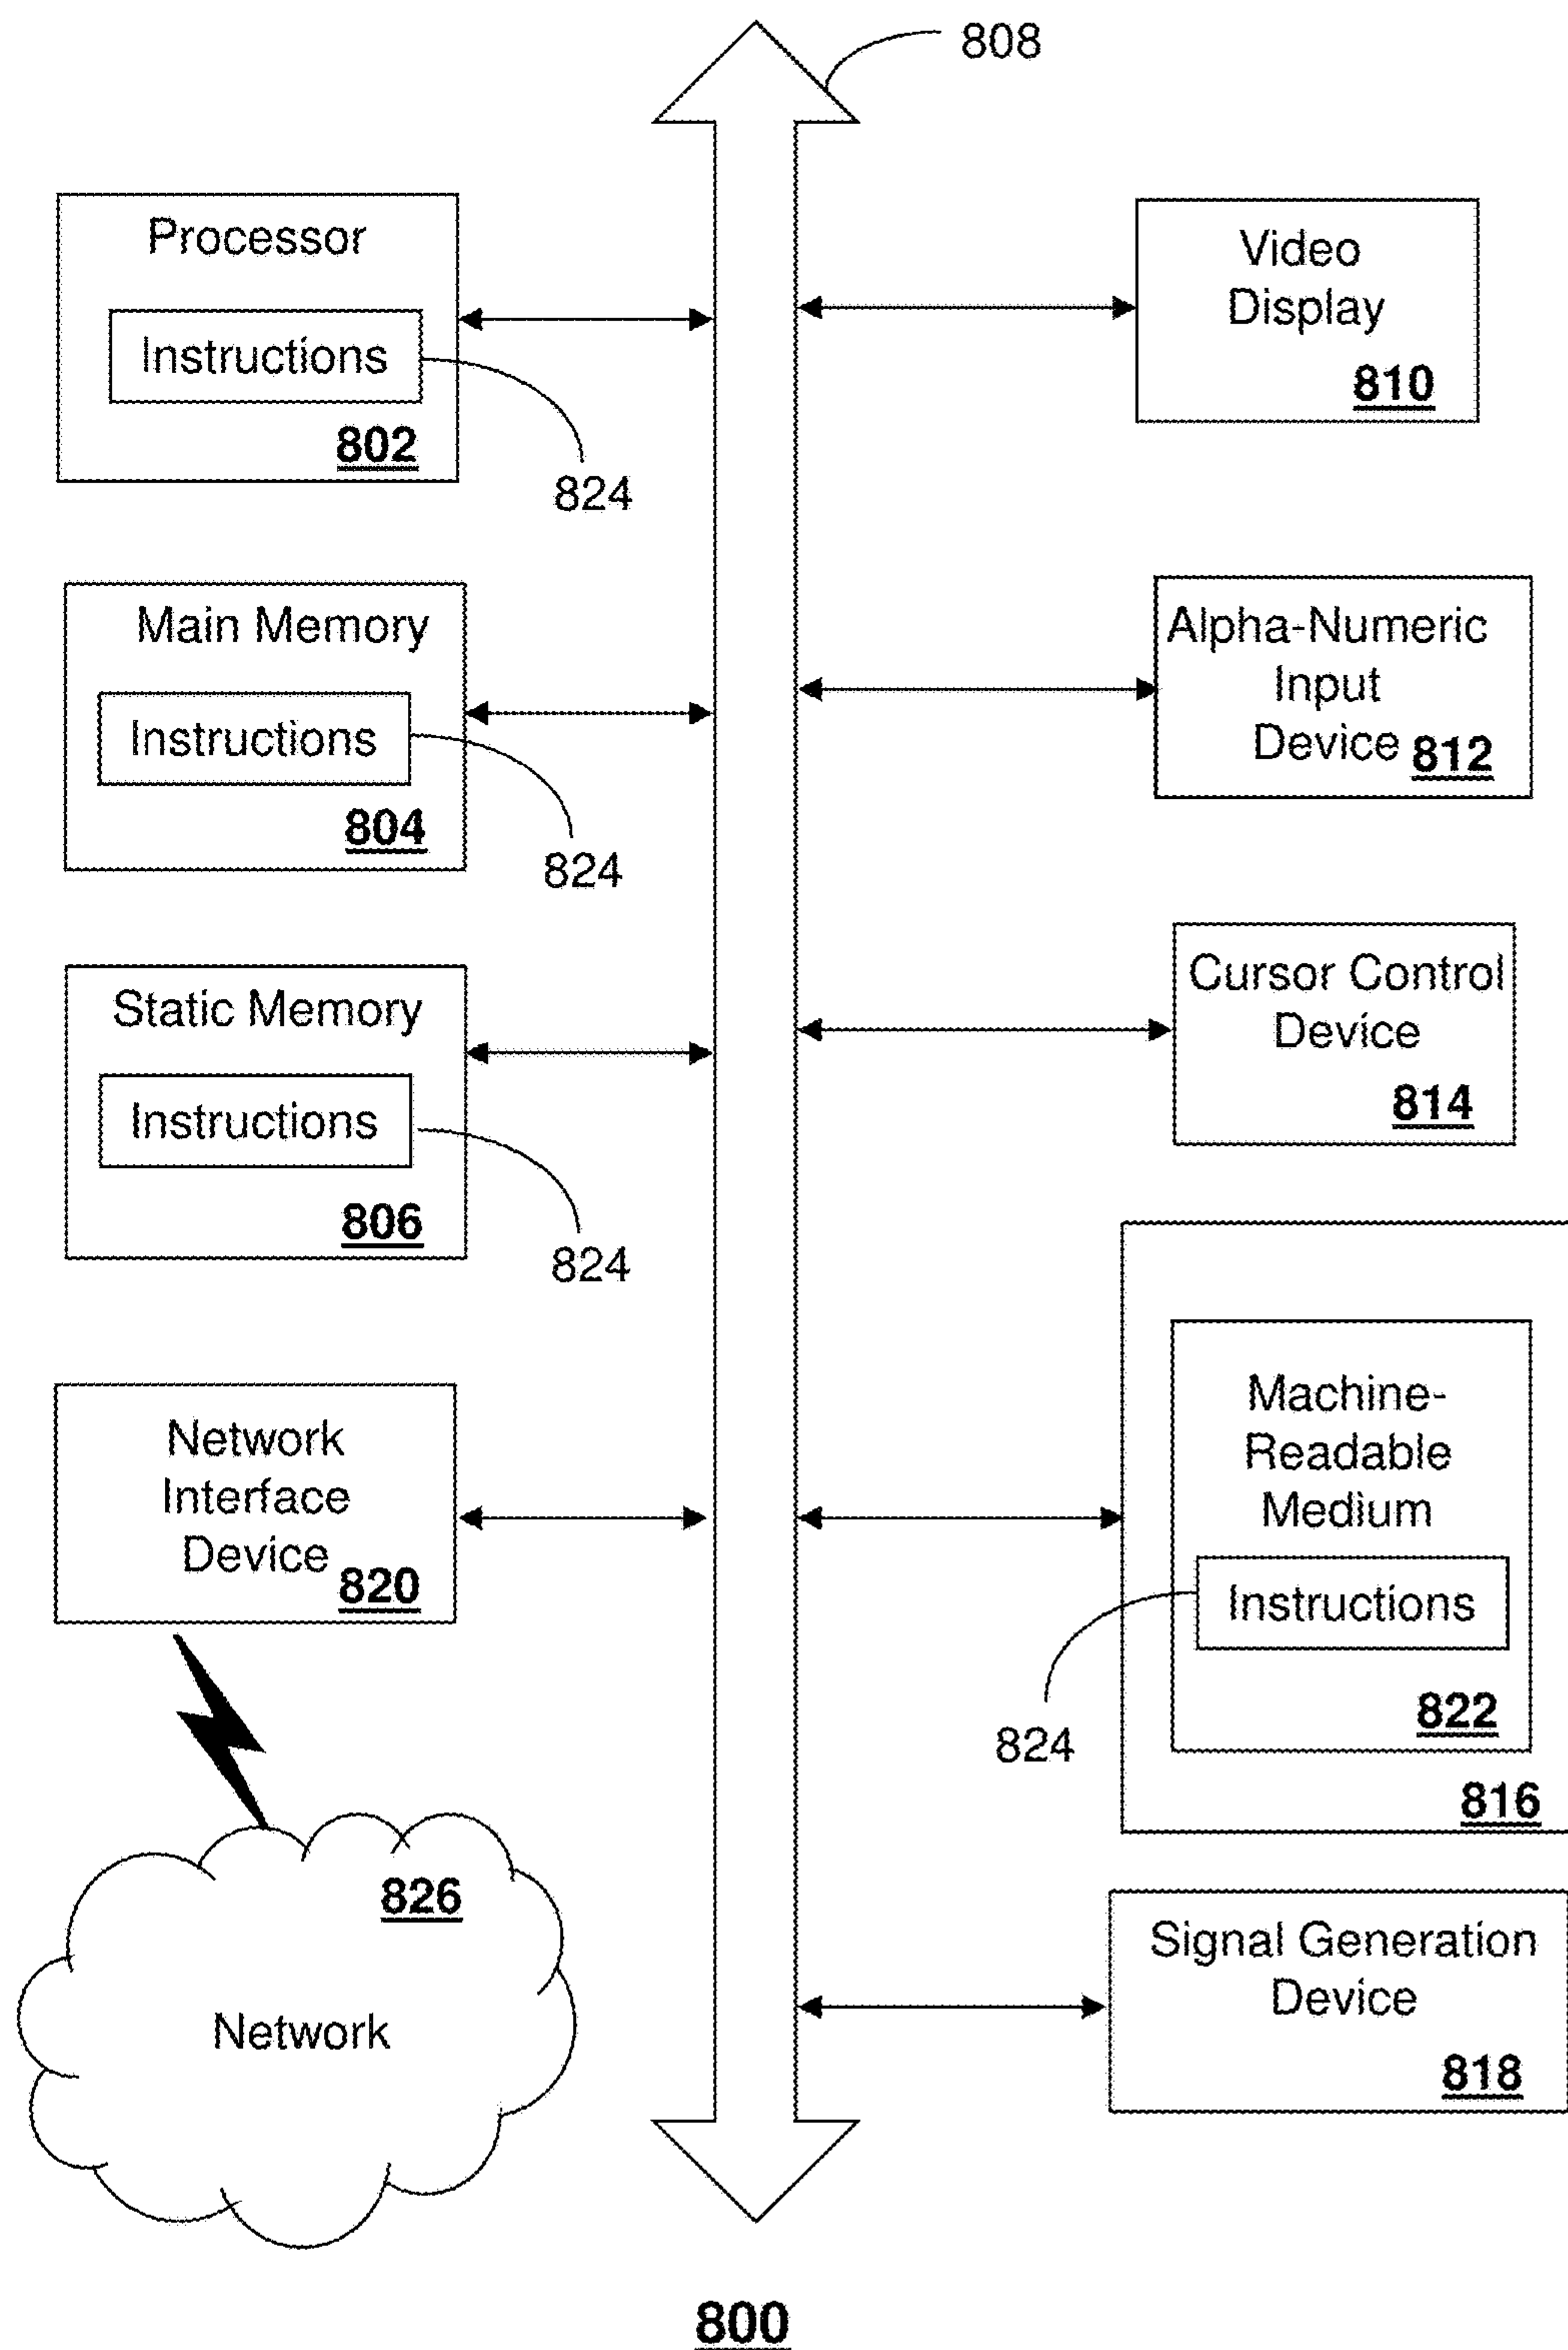 808
Processor
Instructions
802
824
Main Memory
Instructions
804
824
Static Memory
Instructions
806
824
Network
Interface
Device
820
826
Network
Video
Display
810
Alpha-Numeric
Input
Device
812
Cursor Control
Device
814
Machine-
Readable
Medium
Instructions
822
824
816
Signal Generation
Device
818
800